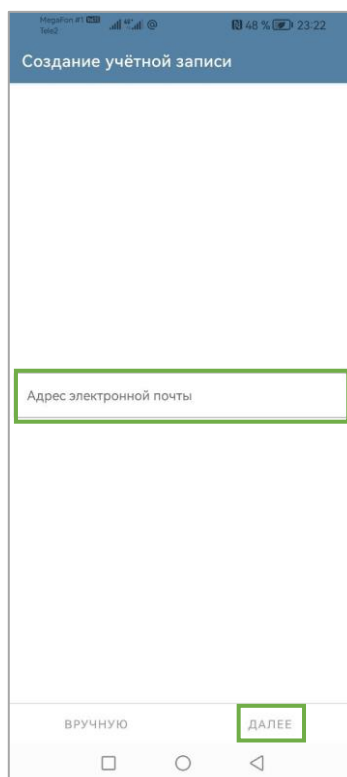 MegaFon #1
Tele2
@ 48 % 23:22
Создание учётной записи
Адрес электронной почты
ВРУЧНУЮ ДАЛЕЕ